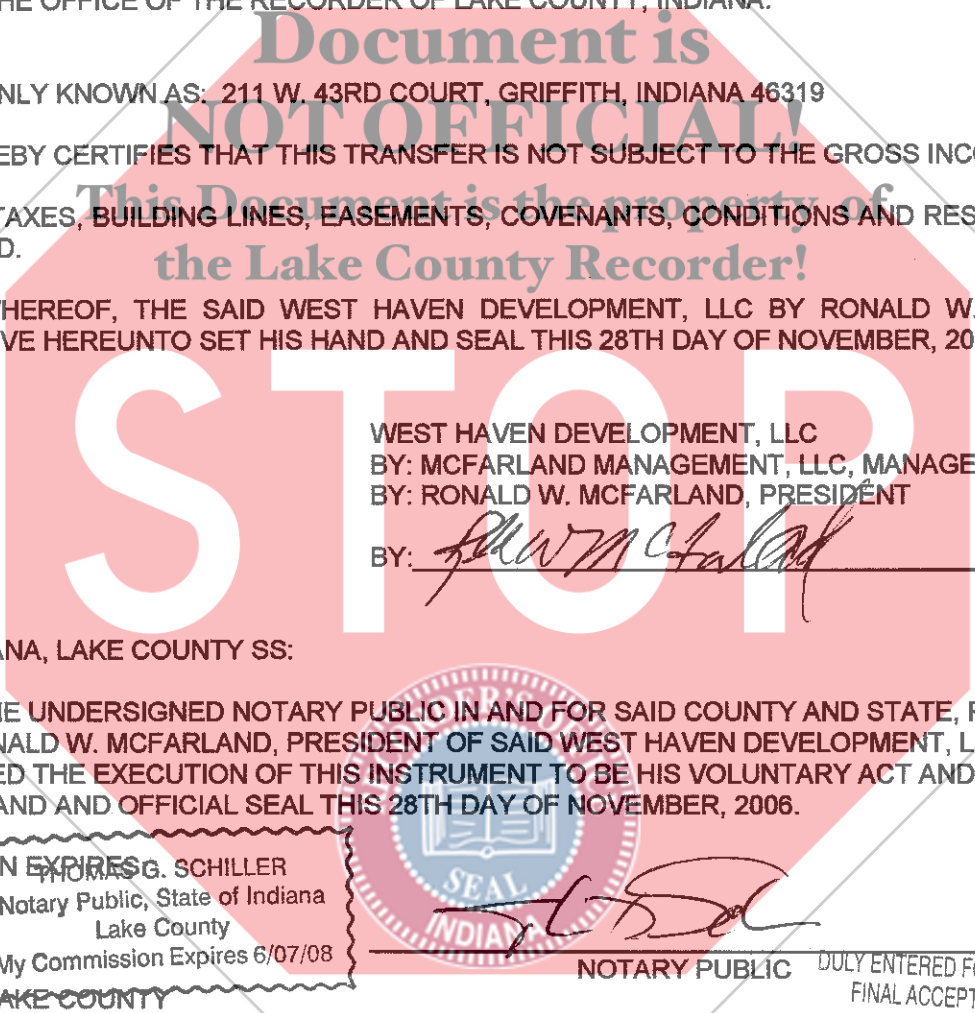 HE OFFICE OF THE RECORDER OF LAKE COUNTY, INDIANA.
Document is
NLY KNOWN AS: 211 W. 43RD COURT, GRIFFITH, INDIANA 46319
NOT OFFICIAL!
EBY CERTIFIES THAT THIS TRANSFER IS NOT SUBJECT TO THE GROSS INCO
This Document is the property of
TAXES, BUILDING LINES, EASEMENTS, COVENANTS, CONDITIONS AND RES
D.
the Lake County Recorder!
HEREOF, THE SAID WEST HAVEN DEVELOPMENT, LLC BY RONALD W.
VE HEREUNTO SET HIS HAND AND SEAL THIS 28TH DAY OF NOVEMBER, 20
STOP
WEST HAVEN DEVELOPMENT, LLC
BY: MCFARLAND MANAGEMENT, LLC, MANAGE
BY: RONALD W. MCFARLAND, PRESIDENT
BY:
ANA, LAKE COUNTY SS:
E UNDERSIGNED NOTARY PUBLIC IN AND FOR SAID COUNTY AND STATE, P
NALD W. MCFARLAND, PRESIDENT OF SAID WEST HAVEN DEVELOPMENT, L
ED THE EXECUTION OF THIS INSTRUMENT TO BE HIS VOLUNTARY ACT AND
AND AND OFFICIAL SEAL THIS 28TH DAY OF NOVEMBER, 2006.
N EXPIRES:
THOMAS G. SCHILLER
Notary Public, State of Indiana
Lake County
My Commission Expires 6/07/08
AKE COUNTY
SEAL
INDIANA
NOTARY PUBLIC
DULY ENTERED FO
FINAL ACCEPT